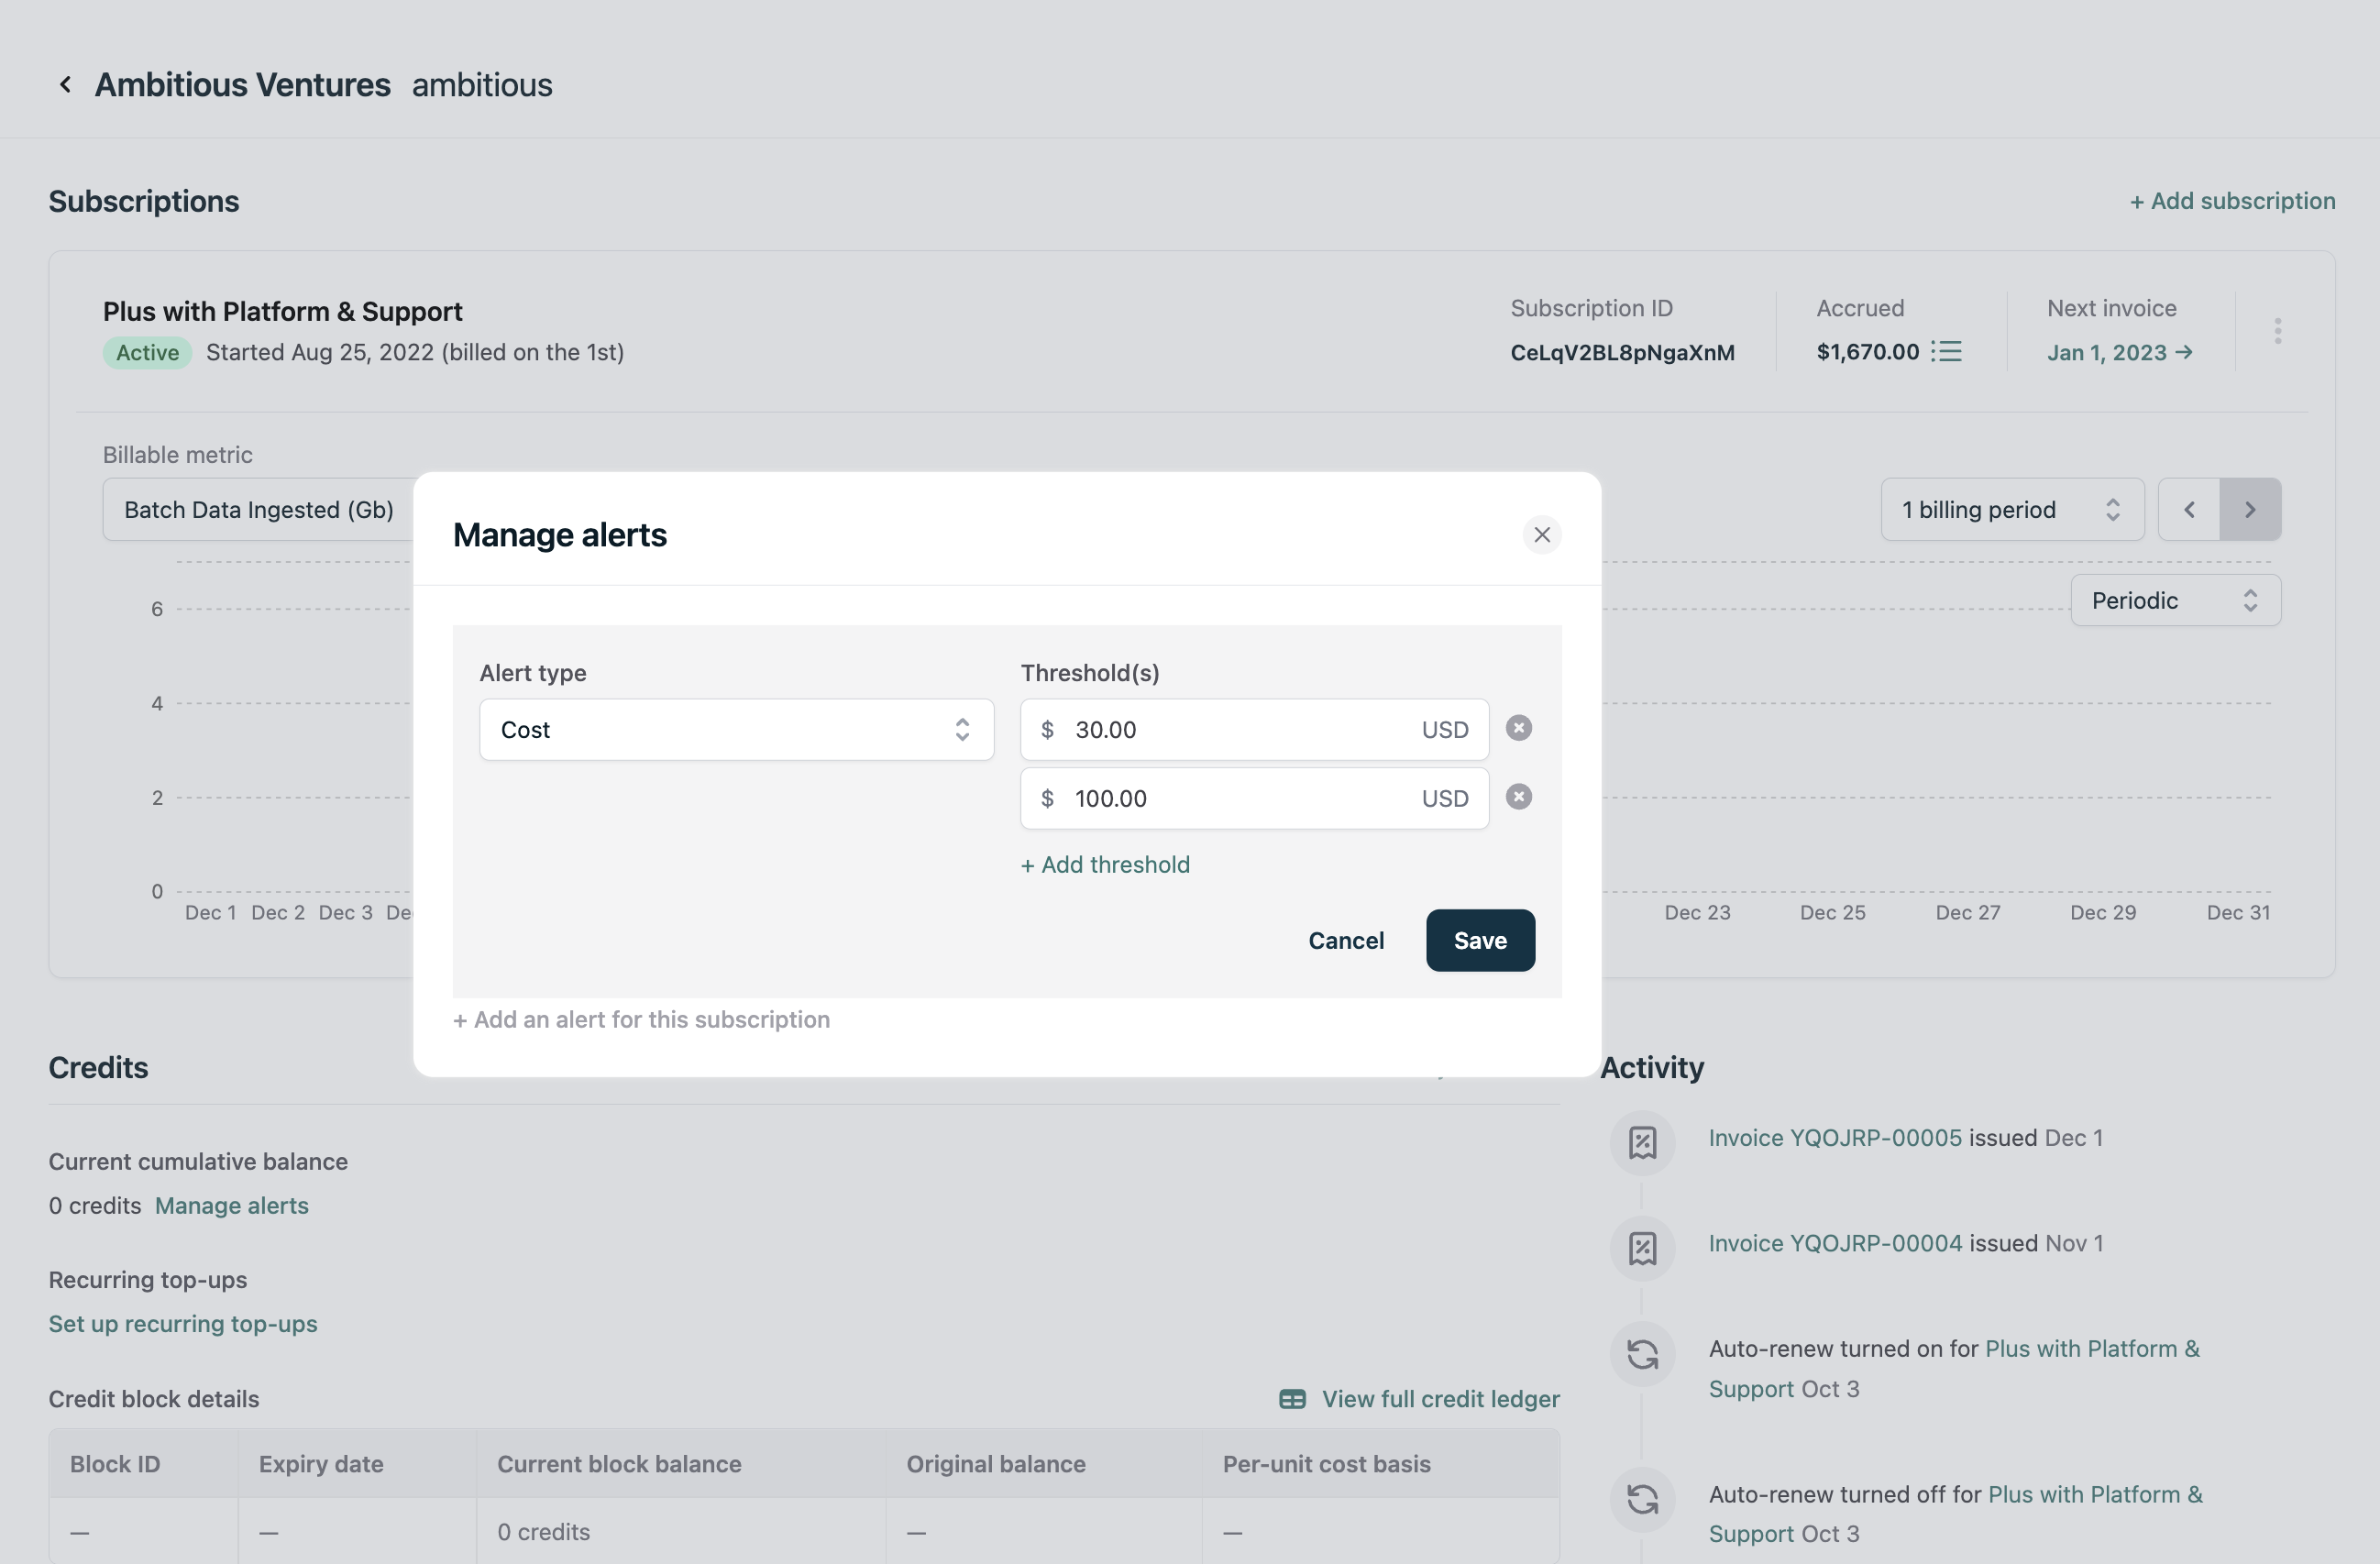 Ambitious Ventures ambitious
Subscriptions
+ Add subscription
Plus with Platform & Support
Active Started Aug 25, 2022 (billed on the 1st)
Subscription ID
CeLqV2BL8pNgaXnM
Accrued
$1,670.00
Next invoice
Jan 1, 2023 →
Billable metric
Batch Data Ingested (Gb)
1 billing period
Periodic
6
4
2
0
Dec 1 Dec 2 Dec 3
Dec 23 Dec 25 Dec 27 Dec 29 Dec 31
Manage alerts
Alert type
Cost
Threshold(s)
$ 30.00 USD
$ 100.00 USD
+ Add threshold
Cancel Save
+ Add an alert for this subscription
Credits
Current cumulative balance
0 credits Manage alerts
Recurring top-ups
Set up recurring top-ups
Credit block details
View full credit ledger
Block ID Expiry date Current block balance Original balance Per-unit cost basis
— — 0 credits — —
Activity
Invoice YQOJRP-00005 issued Dec 1
Invoice YQOJRP-00004 issued Nov 1
Auto-renew turned on for Plus with Platform &
Support Oct 3
Auto-renew turned off for Plus with Platform &
Support Oct 3